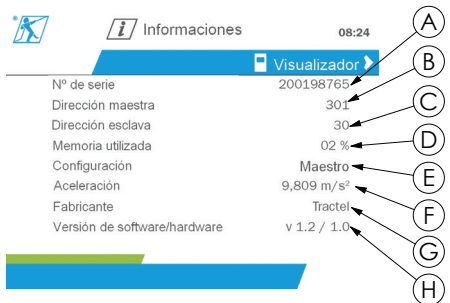 i Informaciones 08:24
Visualizador
Nº de serie 200198765
Dirección maestra 301
Dirección esclava 30
Memoria utilizada 02 %
Configuración Maestro
Aceleración 9,809 m/s²
Fabricante Tractel
Versión de software/hardware v 1.2 / 1.0
A
B
C
D
E
F
G
H